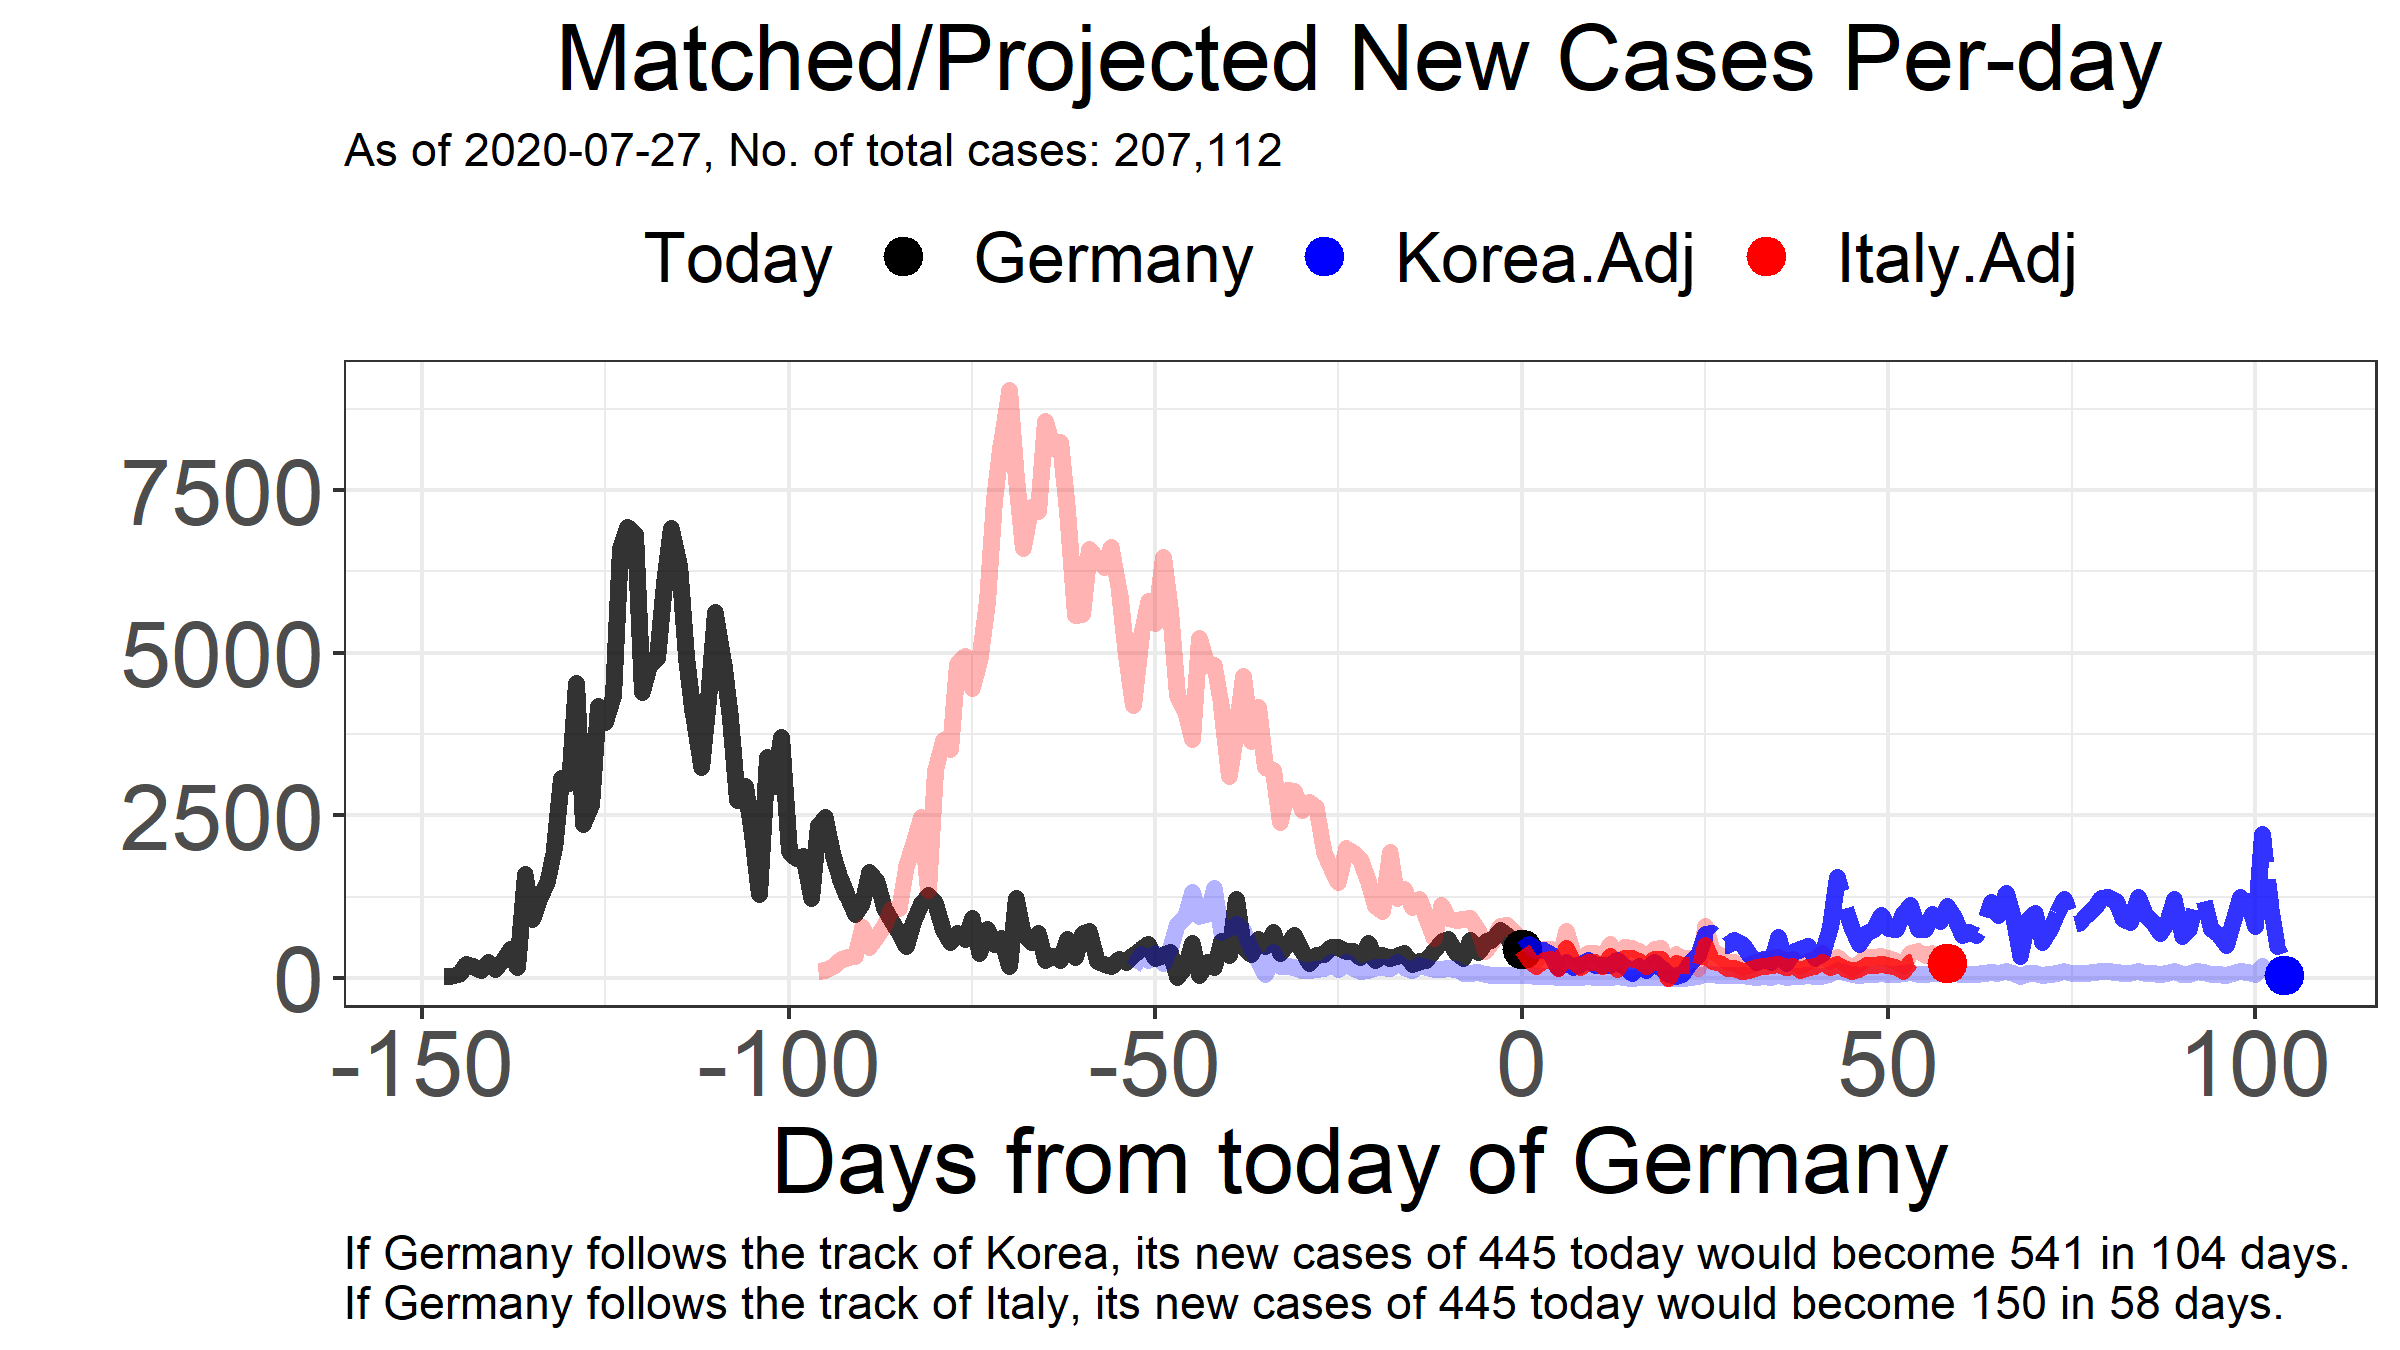 Matched/Projected New Cases Per-day
As of 2020-07-27, No. of total cases: 207,112
Today Germany Korea.Adj Italy.Adj
7500
5000
2500
0
-150 -100 -50 0 50 100
Days from today of Germany
If Germany follows the track of Korea, its new cases of 445 today would become 541 in 104 days.
If Germany follows the track of Italy, its new cases of 445 today would become 150 in 58 days.